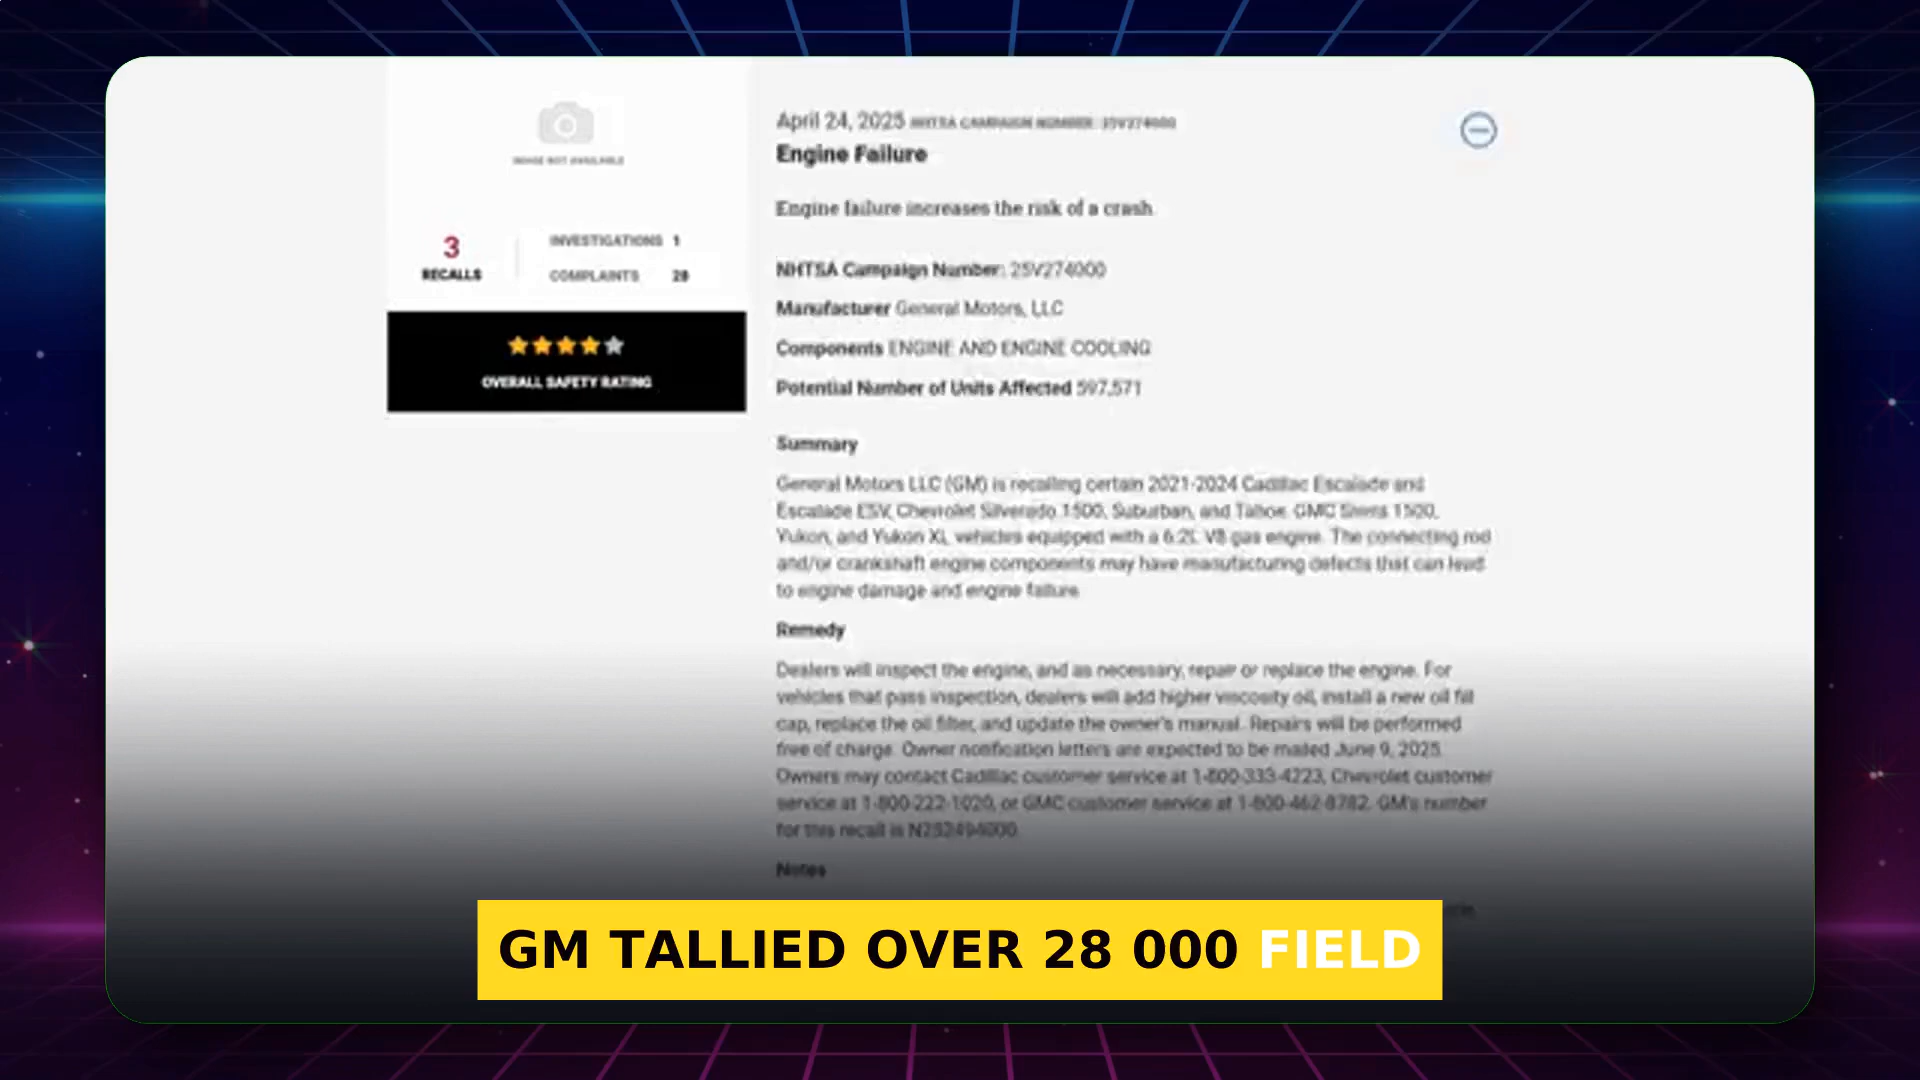 IMAGE NOT AVAILABLE
3
RECALLS
INVESTIGATIONS 1
COMPLAINTS 28
OVERALL SAFETY RATING
April 24, 2025 NHTSA CAMPAIGN NUMBER: 25V274000
Engine Failure
Engine failure increases the risk of a crash.
NHTSA Campaign Number: 25V274000
Manufacturer General Motors, LLC
Components ENGINE AND ENGINE COOLING
Potential Number of Units Affected 597,571
Summary
General Motors LLC (GM) is recalling certain 2021-2024 Cadillac Escalade and
Escalade ESV, Chevrolet Silverado 1500, Suburban, and Tahoe, GMC Sierra 1500,
Yukon, and Yukon XL vehicles equipped with a 6.2L V8 gas engine. The connecting rod
and/or crankshaft engine components may have manufacturing defects that can lead
to engine damage and engine failure.
Remedy
Dealers will inspect the engine, and as necessary, repair or replace the engine. For
vehicles that pass inspection, dealers will add higher viscosity oil, install a new oil fill
cap, replace the oil filter, and update the owner's manual. Repairs will be performed
free of charge. Owner notification letters are expected to be mailed June 9, 2025.
Owners may contact Cadillac customer service at 1-800-333-4223, Chevrolet customer
service at 1-800-222-1020, or GMC customer service at 1-800-462-8782. GM's number
for this recall is N252494000.
Notes
GM TALLIED OVER 28 000 FIELD